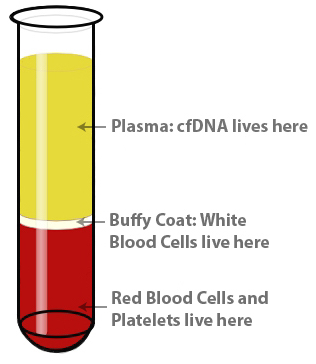 Plasma: cfDNA lives here
Buffy Coat: White
Blood Cells live here
Red Blood Cells and
Platelets live here